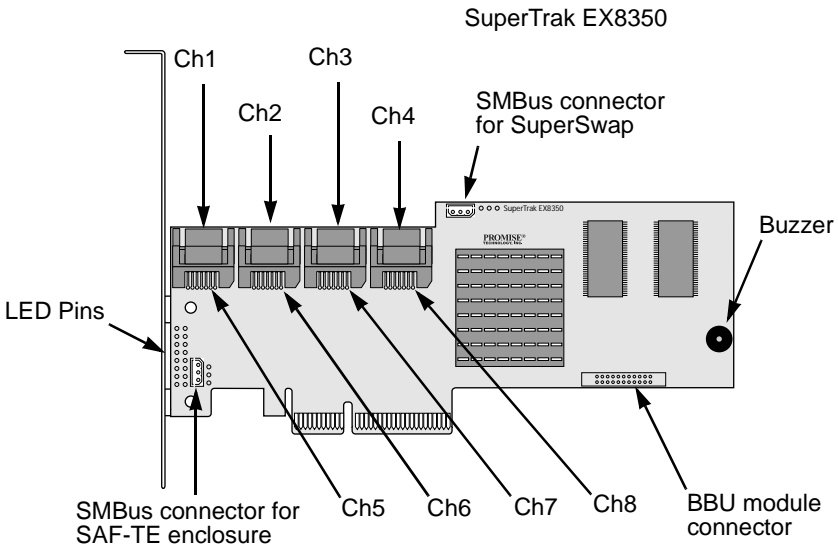 SuperTrak EX8350
Ch1
Ch3
Ch2
Ch4
SMBus connector
for SuperSwap
SuperTrak EX8350
PROMISE®
TECHNOLOGY, INC.
Buzzer
LED Pins
SMBus connector for
SAF-TE enclosure
Ch5
Ch6
Ch7
Ch8
BBU module
connector